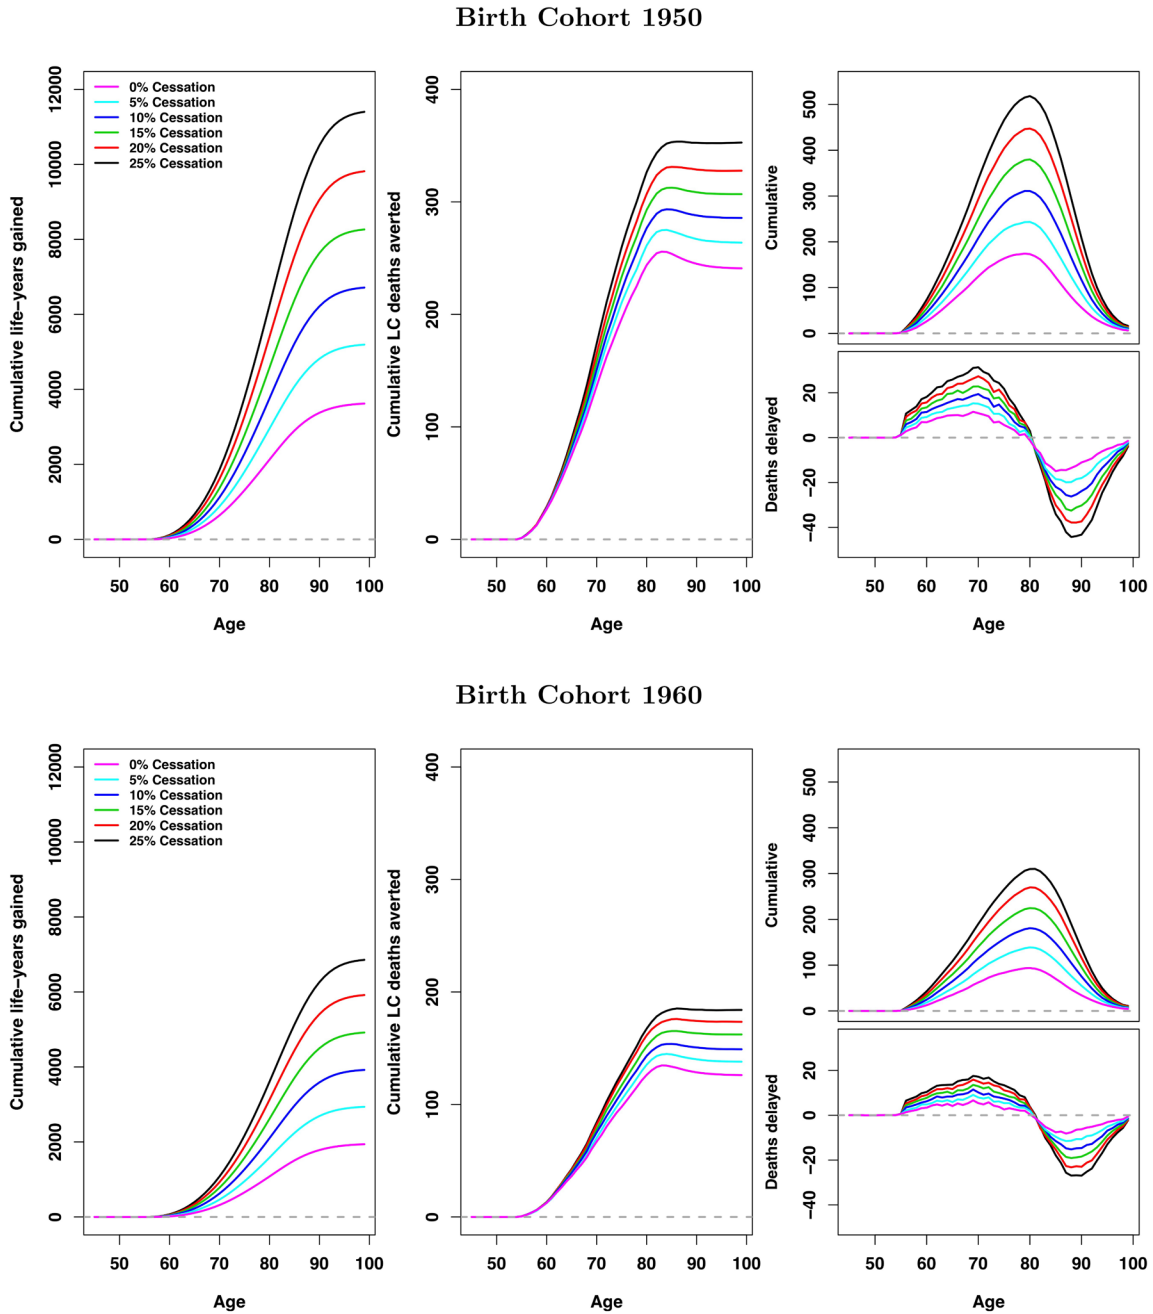 Birth Cohort 1950
Cumulative life−years gained
0 2000 4000 6000 8000 10000 12000
0% Cessation
5% Cessation
10% Cessation
15% Cessation
20% Cessation
25% Cessation
50 60 70 80 90 100
Age
Cumulative LC deaths averted
0 100 200 300 400
50 60 70 80 90 100
Age
Cumulative
0 100 200 300 400 500
Deaths delayed
−40 −20 0 20
50 60 70 80 90 100
Age
Birth Cohort 1960
Cumulative life−years gained
0 2000 4000 6000 8000 10000 12000
0% Cessation
5% Cessation
10% Cessation
15% Cessation
20% Cessation
25% Cessation
50 60 70 80 90 100
Age
Cumulative LC deaths averted
0 100 200 300 400
50 60 70 80 90 100
Age
Cumulative
0 100 200 300 400 500
Deaths delayed
−40 −20 0 20
50 60 70 80 90 100
Age